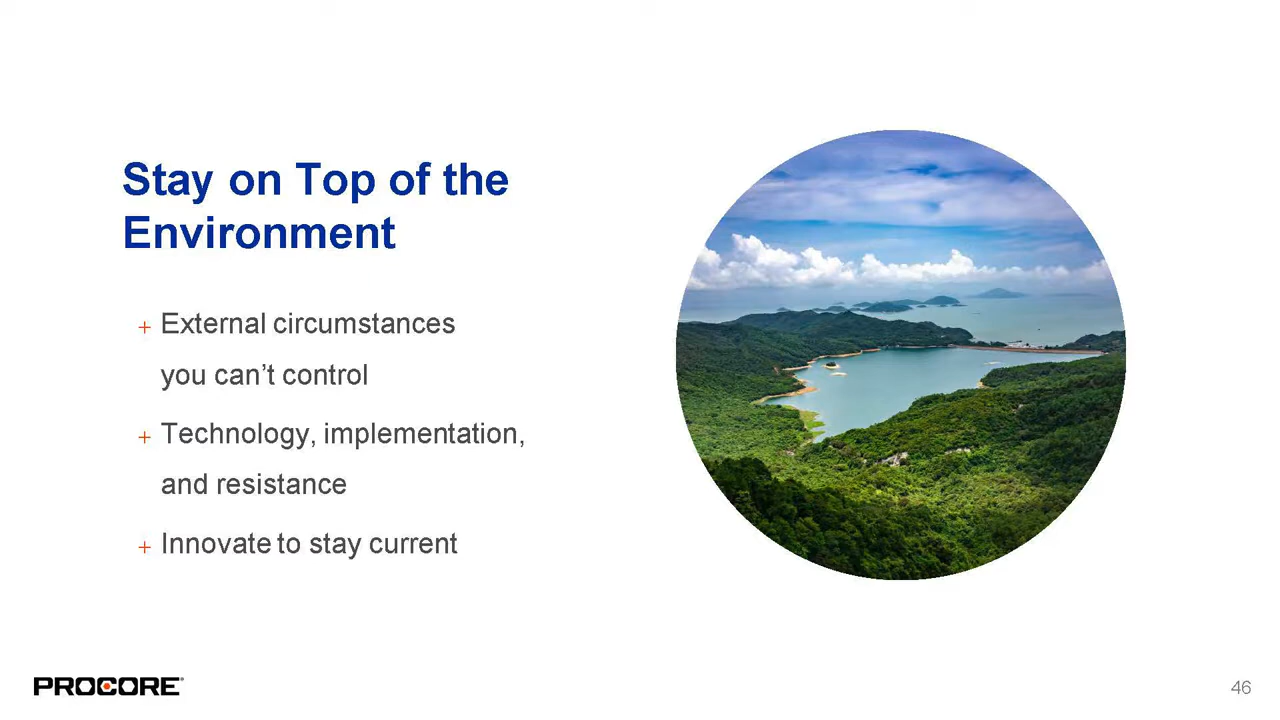 Stay on Top of the
Environment
+ External circumstances
you can’t control
+ Technology, implementation,
and resistance
+ Innovate to stay current
PROCORE®
46